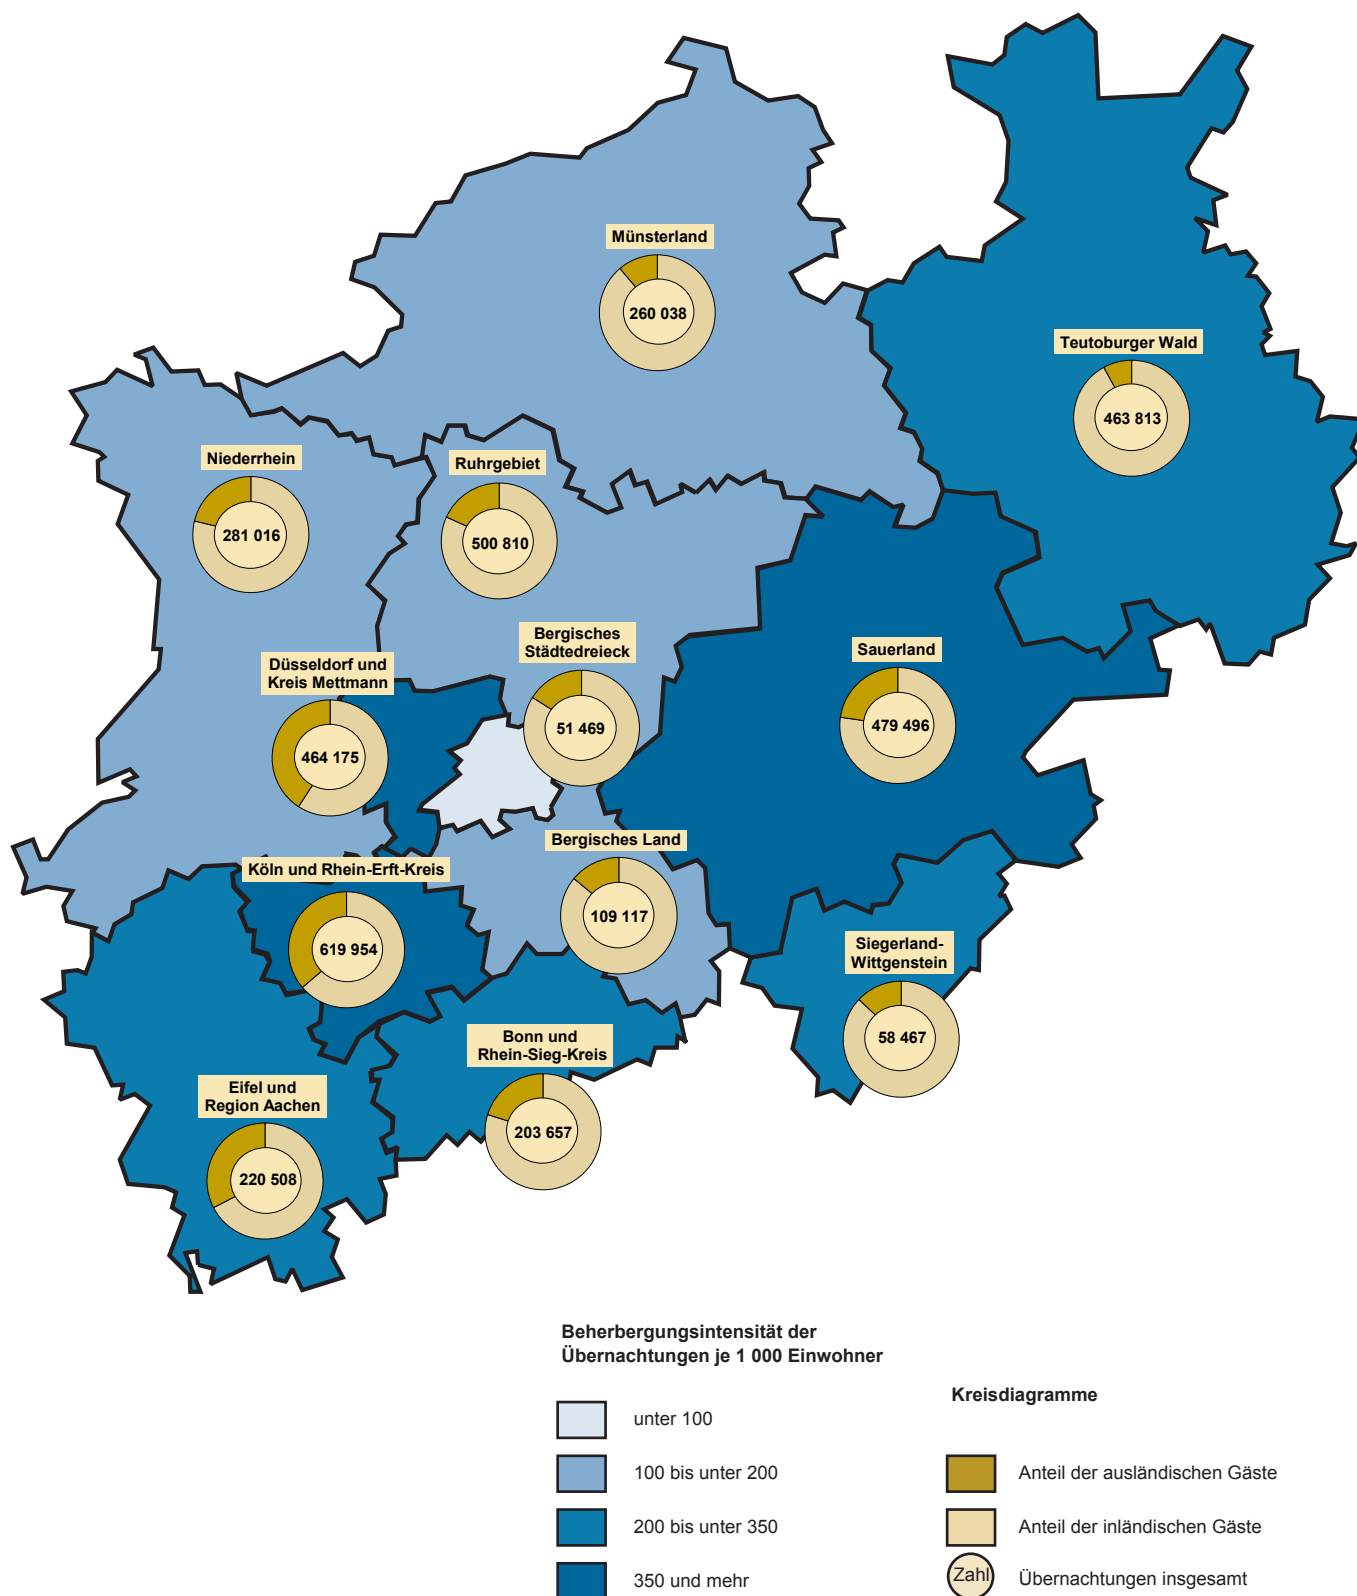 Münsterland
260 038
Teutoburger Wald
463 813
Niederrhein
281 016
Ruhrgebiet
500 810
Bergisches
Städtedreieck
51 469
Sauerland
479 496
Düsseldorf und
Kreis Mettmann
464 175
Bergisches Land
109 117
Köln und Rhein-Erft-Kreis
619 954
Siegerland-
Wittgenstein
58 467
Bonn und
Rhein-Sieg-Kreis
203 657
Eifel und
Region Aachen
220 508
Beherbergungsintensität der
Übernachtungen je 1 000 Einwohner
unter 100
100 bis unter 200
200 bis unter 350
350 und mehr
Kreisdiagramme
Anteil der ausländischen Gäste
Anteil der inländischen Gäste
Zahl Übernachtungen insgesamt